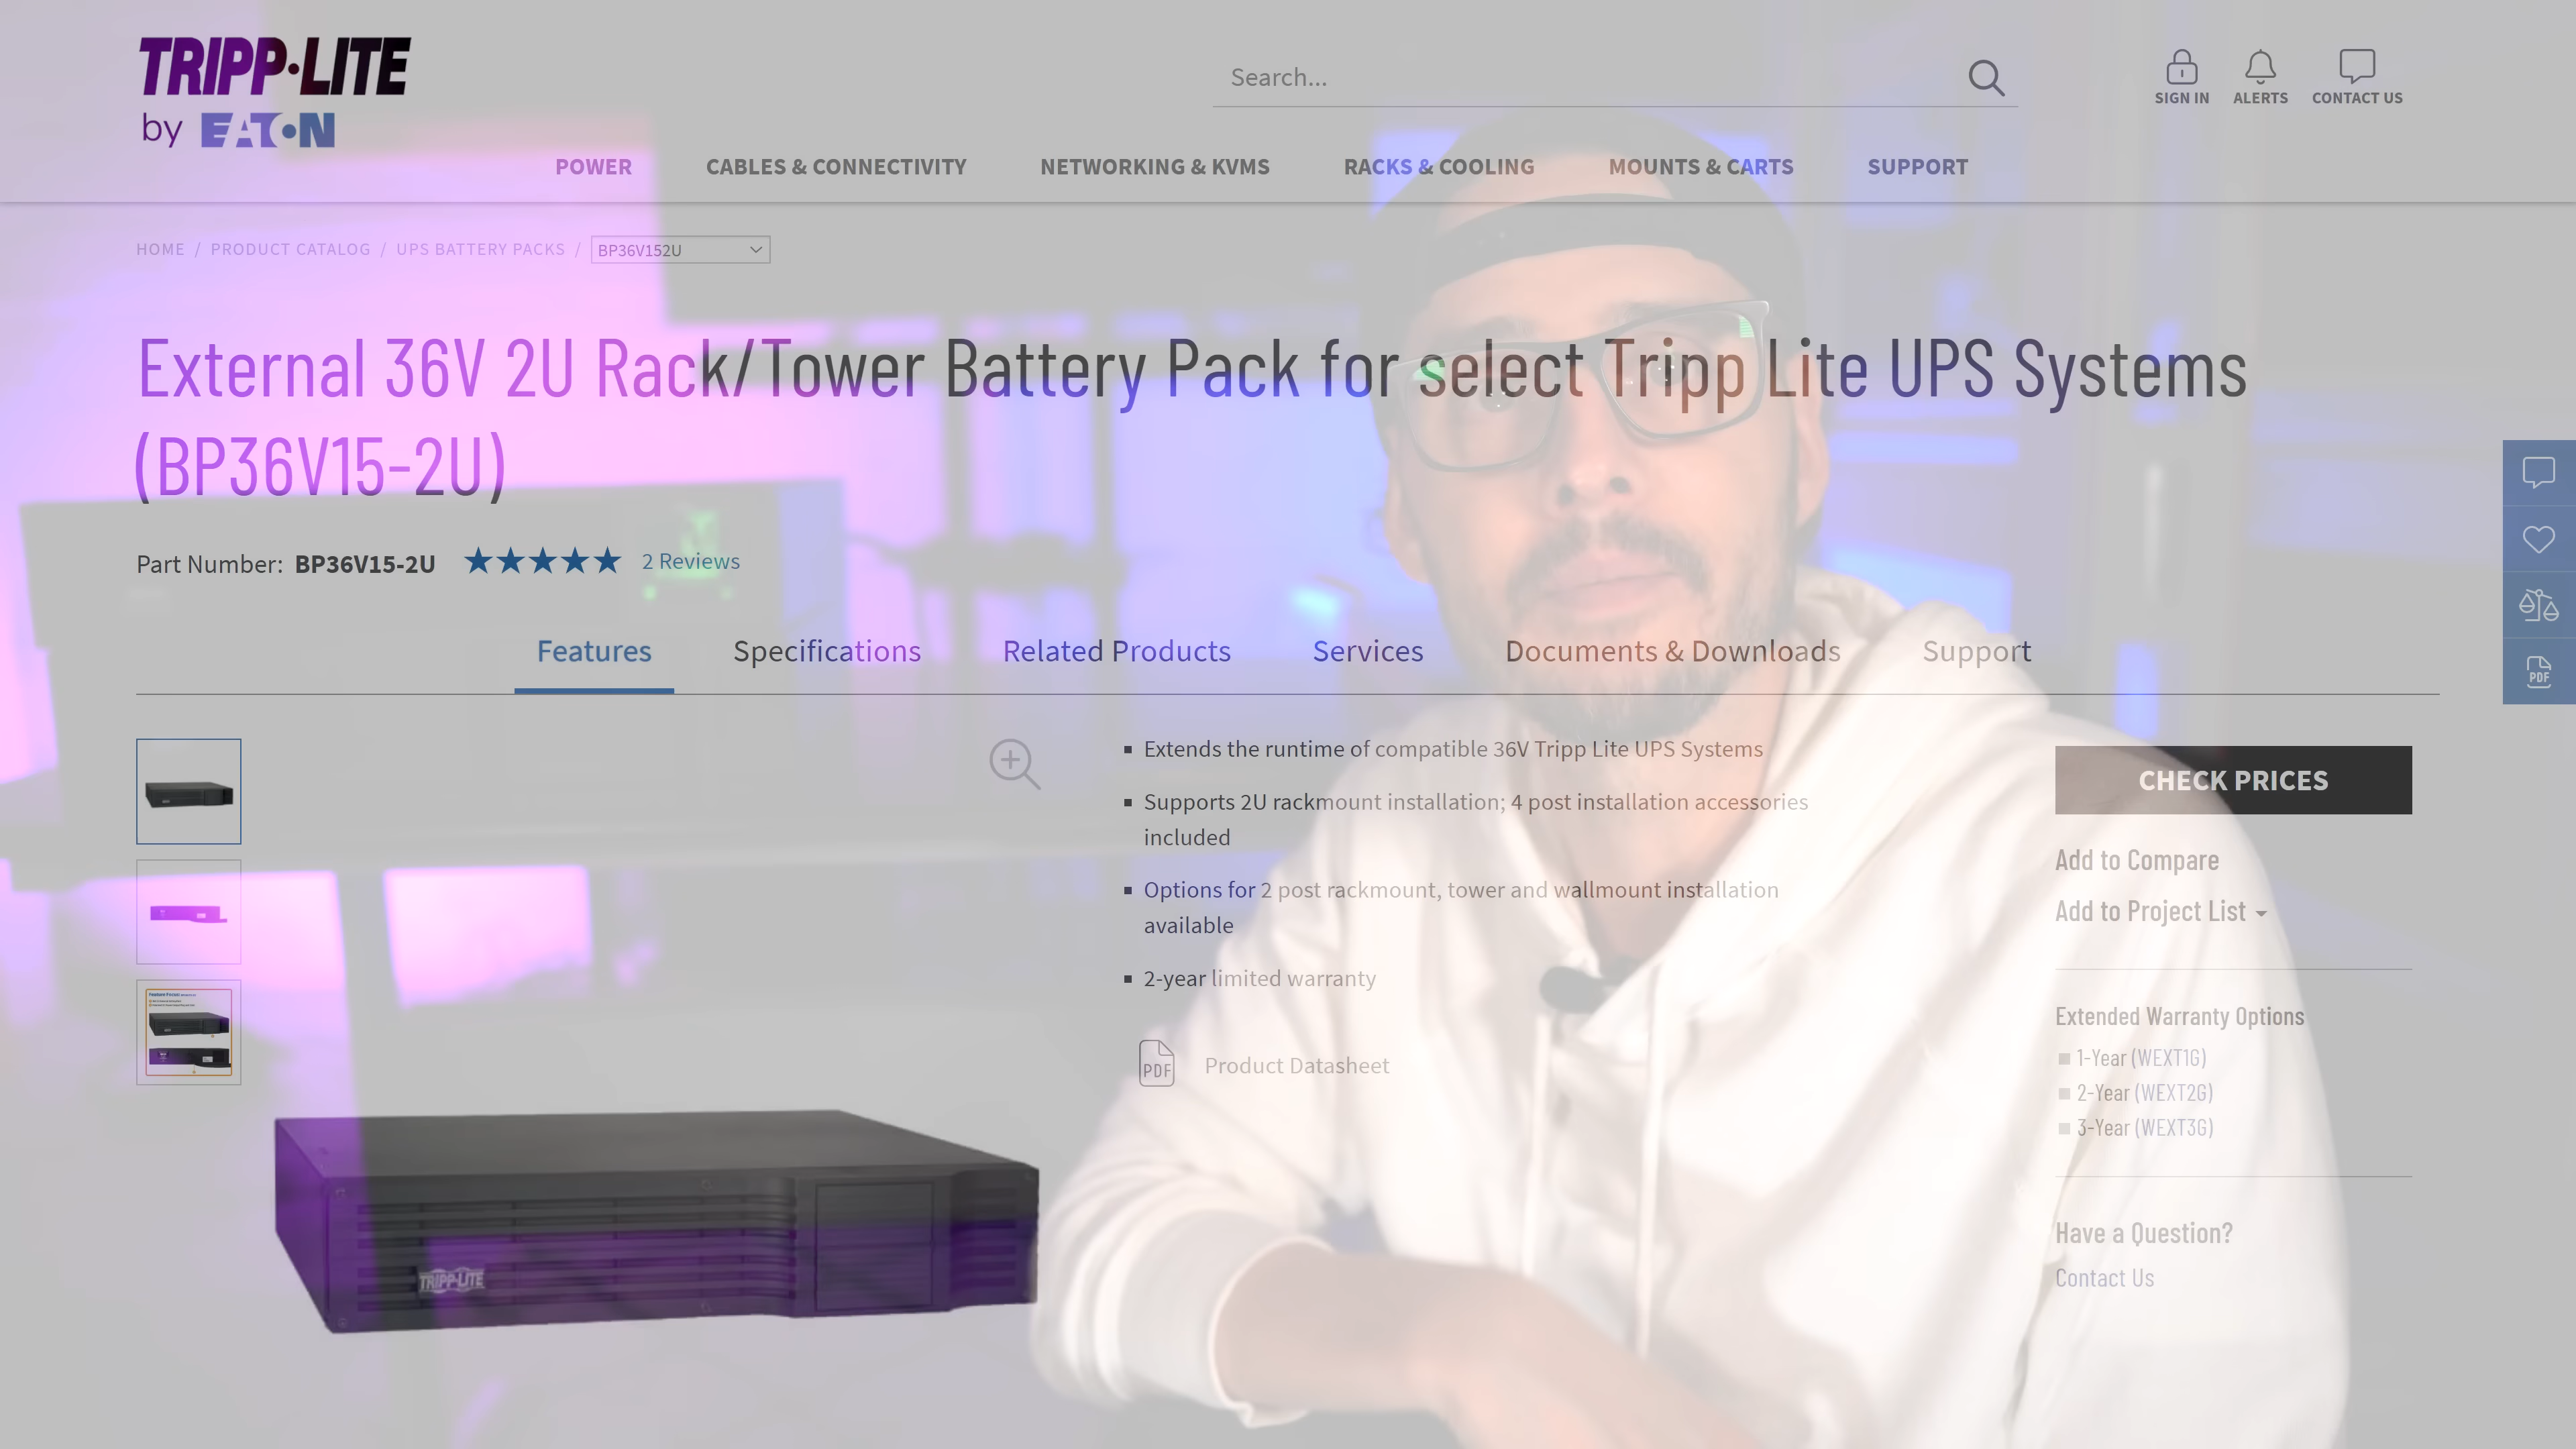 TRIPP·LITE
by EATON
Search...
SIGN IN
ALERTS
CONTACT US
POWER
CABLES & CONNECTIVITY
NETWORKING & KVMS
RACKS & COOLING
MOUNTS & CARTS
SUPPORT
HOME / PRODUCT CATALOG / UPS BATTERY PACKS / BP36V152U
External 36V 2U Rack/Tower Battery Pack for select Tripp Lite UPS Systems
(BP36V15-2U)
Part Number: BP36V15-2U
2 Reviews
Features
Specifications
Related Products
Services
Documents & Downloads
Support
Extends the runtime of compatible 36V Tripp Lite UPS Systems
Supports 2U rackmount installation; 4 post installation accessories
included
Options for 2 post rackmount, tower and wallmount installation
available
2-year limited warranty
PDF
Product Datasheet
CHECK PRICES
Add to Compare
Add to Project List
Extended Warranty Options
1-Year (WEXT1G)
2-Year (WEXT2G)
3-Year (WEXT3G)
Have a Question?
Contact Us
PDF
TRIPP·LITE